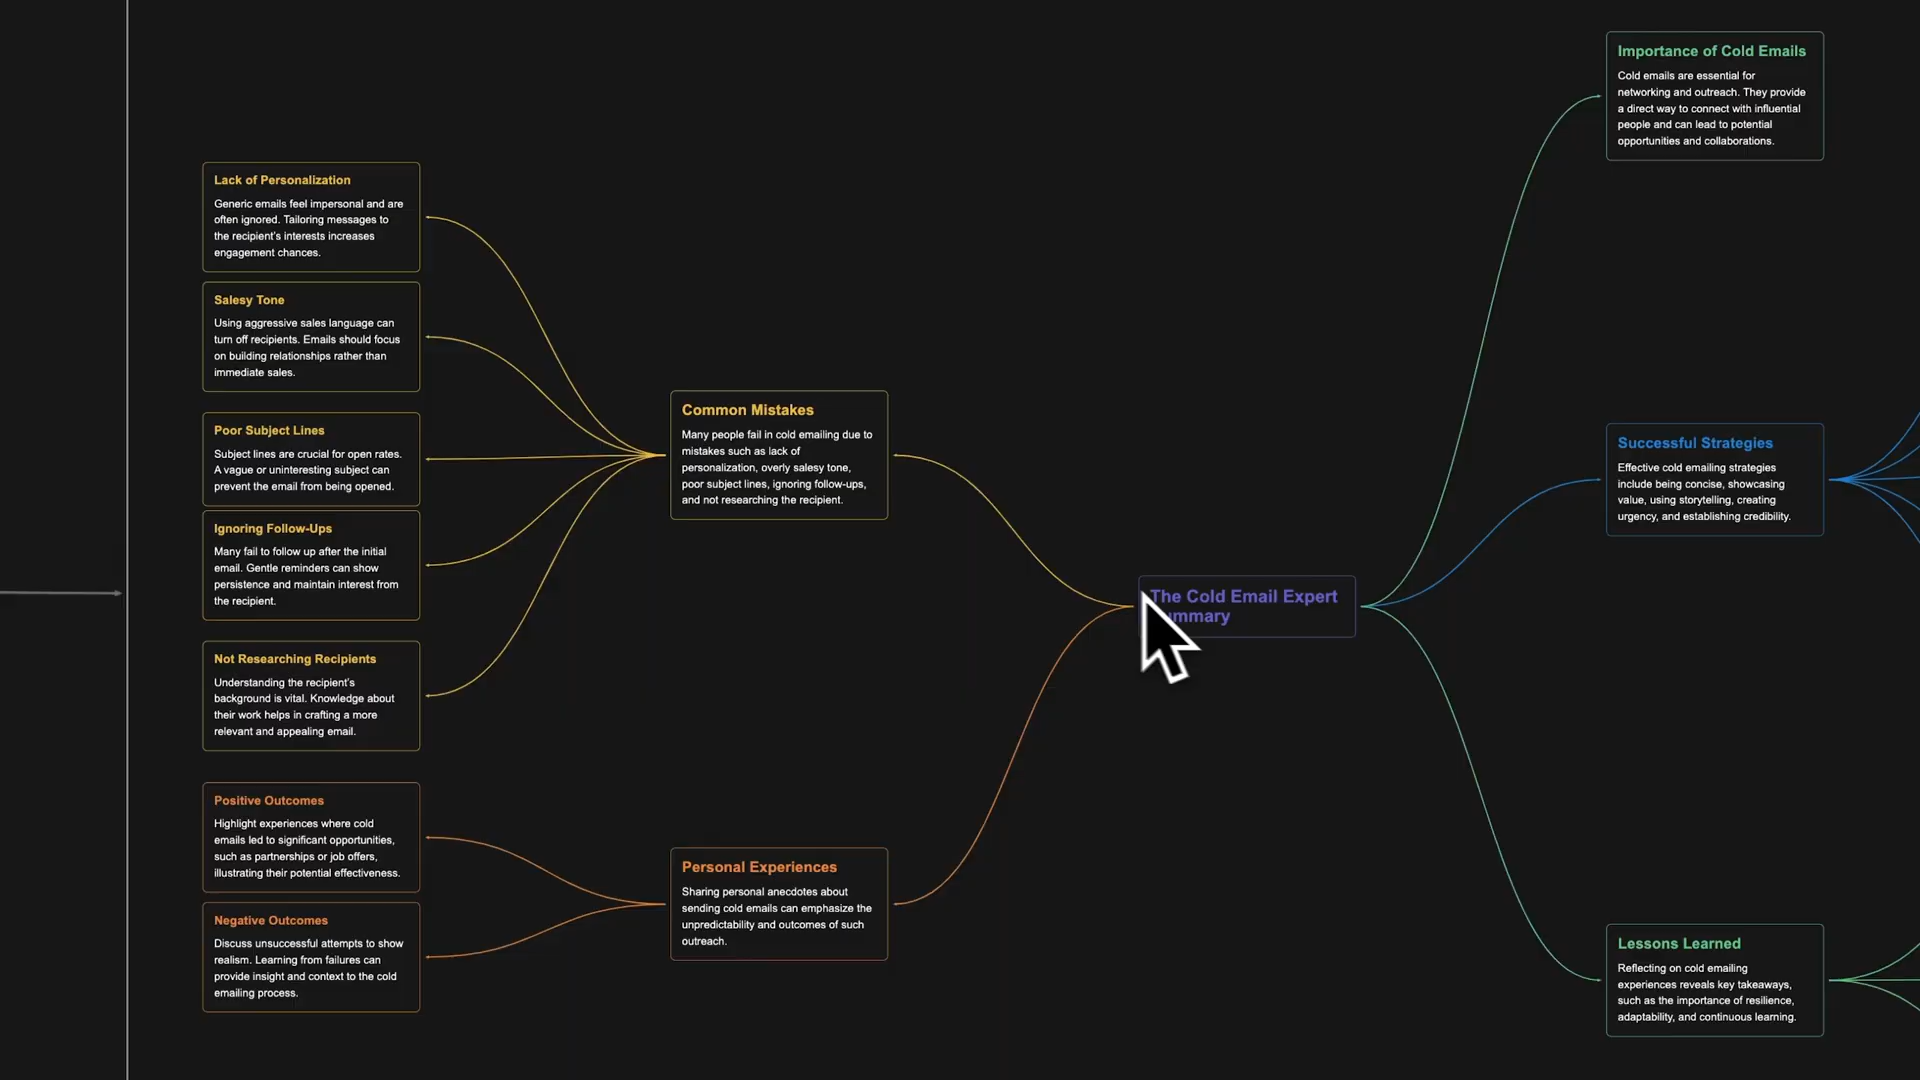 Lack of Personalization
Generic emails feel impersonal and are
often ignored. Tailoring messages to
the recipient's interests increases
engagement chances.
Salesy Tone
Using aggressive sales language can
turn off recipients. Emails should focus
on building relationships rather than
immediate sales.
Poor Subject Lines
Subject lines are crucial for open rates.
A vague or uninteresting subject can
prevent the email from being opened.
Ignoring Follow-Ups
Many fail to follow up after the initial
email. Gentle reminders can show
persistence and maintain interest from
the recipient.
Not Researching Recipients
Understanding the recipient's
background is vital. Knowledge about
their work helps in crafting a more
relevant and appealing email.
Positive Outcomes
Highlight experiences where cold
emails led to significant opportunities,
such as partnerships or job offers,
illustrating their potential effectiveness.
Negative Outcomes
Discuss unsuccessful attempts to show
realism. Learning from failures can
provide insight and context to the cold
emailing process.
Common Mistakes
Many people fail in cold emailing due to
mistakes such as lack of
personalization, overly salesy tone,
poor subject lines, ignoring follow-ups,
and not researching the recipient.
Personal Experiences
Sharing personal anecdotes about
sending cold emails can emphasize the
unpredictability and outcomes of such
outreach.
The Cold Email Expert
Summary
Importance of Cold Emails
Cold emails are essential for
networking and outreach. They provide
a direct way to connect with influential
people and can lead to potential
opportunities and collaborations.
Successful Strategies
Effective cold emailing strategies
include being concise, showcasing
value, using storytelling, creating
urgency, and establishing credibility.
Lessons Learned
Reflecting on cold emailing
experiences reveals key takeaways,
such as the importance of resilience,
adaptability, and continuous learning.